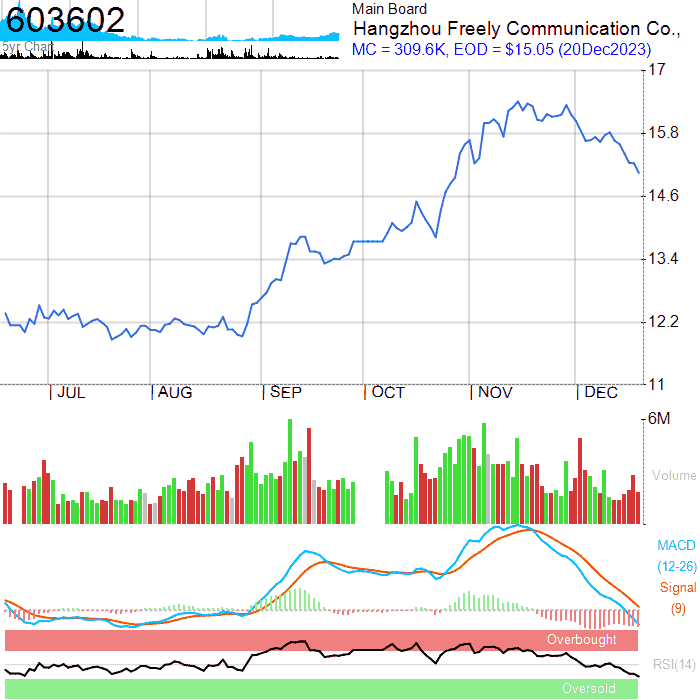 603602
5yr Chart
Main Board
Hangzhou Freely Communication Co.,
MC = 309.6K, EOD = $15.05 (20Dec2023)
17
15.8
14.6
13.4
12.2
11
JUL AUG SEP OCT NOV DEC
6M
Volume
MACD
(12-26)
Signal
(9)
Overbought
RSI(14)
Oversold